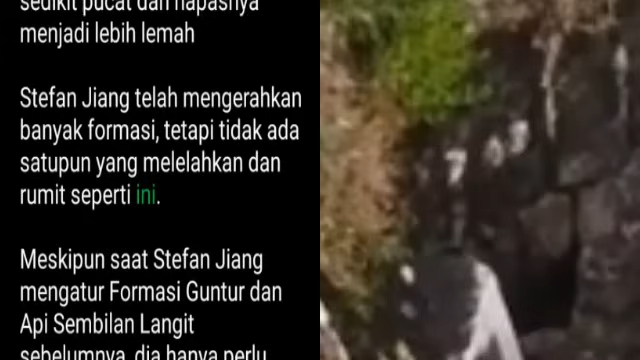 sedikit pucat dan napasnya
menjadi lebih lemah
Stefan Jiang telah mengerahkan
banyak formasi, tetapi tidak ada
satupun yang melelahkan dan
rumit seperti ini.
Meskipun saat Stefan Jiang
mengatur Formasi Guntur dan
Api Sembilan Langit
sebelumnya, dia hanya perlu